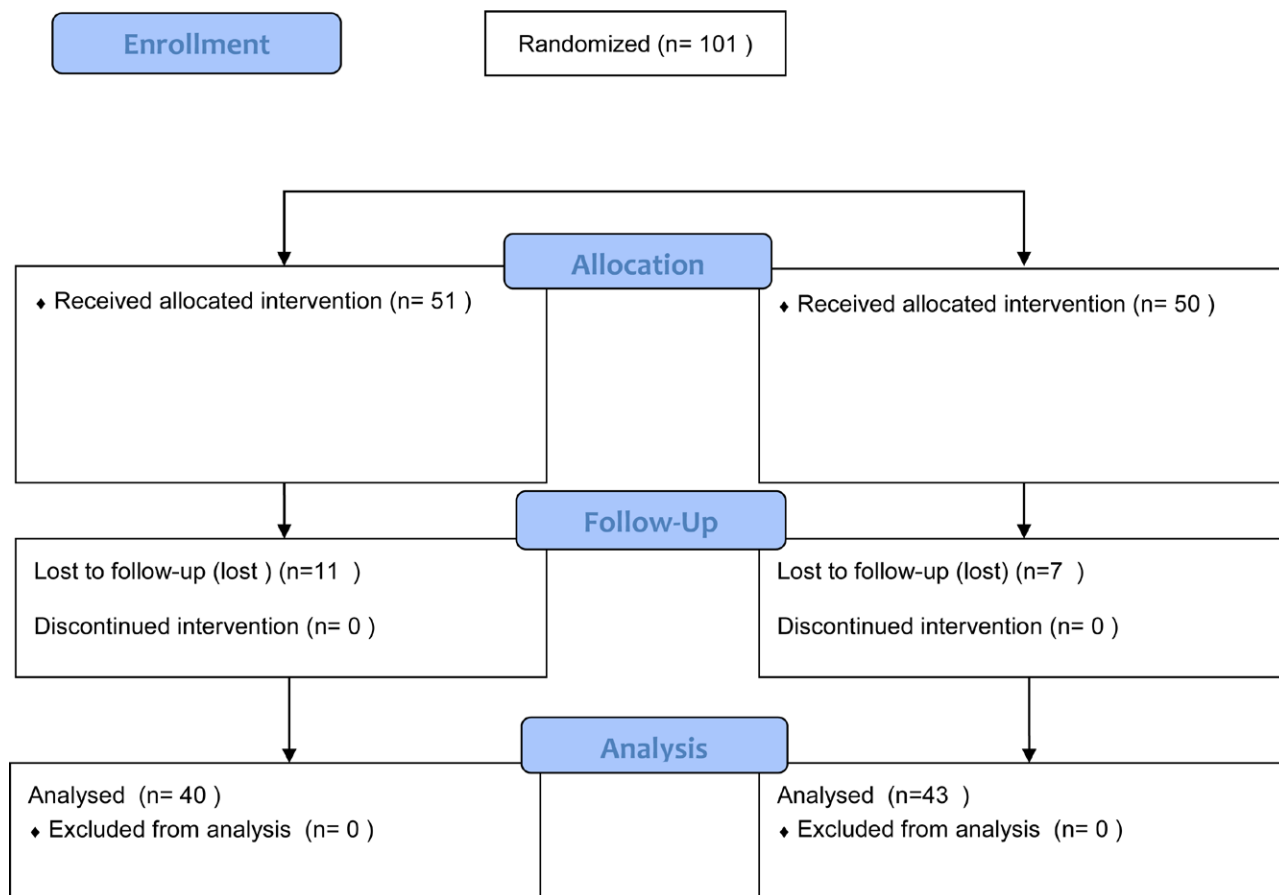 Enrollment
Randomized (n= 101 )
Allocation
♦ Received allocated intervention (n= 51 )
♦ Received allocated intervention (n= 50 )
Follow-Up
Lost to follow-up (lost ) (n=11 )
Discontinued intervention (n= 0 )
Lost to follow-up (lost) (n=7 )
Discontinued intervention (n= 0 )
Analysis
Analysed (n= 40 )
♦ Excluded from analysis (n= 0 )
Analysed (n=43 )
♦ Excluded from analysis (n= 0 )